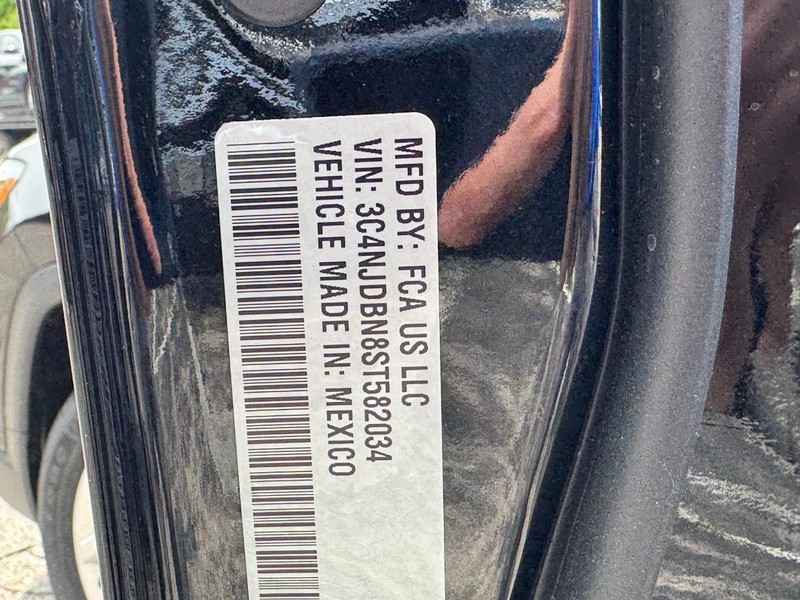 MFD BY: FCA US LLC
VIN: 3C4NJDBN8ST582034
VEHICLE MADE IN: MEXICO